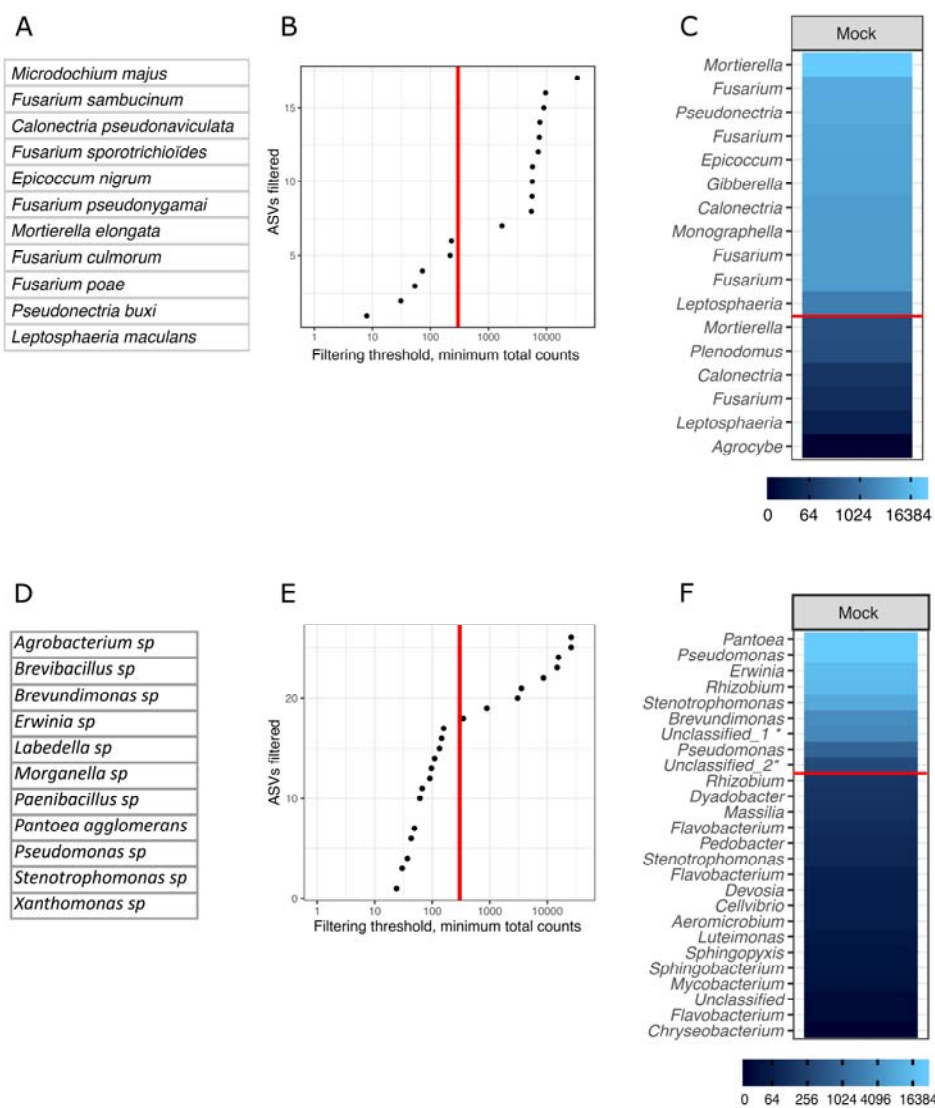 A
Microdochium majus
Fusarium sambucinum
Calonectria pseudonaviculata
Fusarium sporotrichioïdes
Epicoccum nigrum
Fusarium pseudonygamai
Mortierella elongata
Fusarium culmorum
Fusarium poae
Pseudonectria buxi
Leptosphaeria maculans
B
ASVs filtered
15
10
5
1 10 100 1000 10000
Filtering threshold, minimum total counts
C
Mock
Mortierella
Fusarium
Pseudonectria
Fusarium
Epicoccum
Gibberella
Calonectria
Monographella
Fusarium
Fusarium
Leptosphaeria
Mortierella
Plenodomus
Calonectria
Fusarium
Leptosphaeria
Agrocybe
0 64 1024 16384
D
Agrobacterium sp
Brevibacillus sp
Brevundimonas sp
Erwinia sp
Labedella sp
Morganella sp
Paenibacillus sp
Pantoea agglomerans
Pseudomonas sp
Stenotrophomonas sp
Xanthomonas sp
E
ASVs filtered
20
10
0
1 10 100 1000 10000
Filtering threshold, minimum total counts
F
Mock
Pantoea
Pseudomonas
Erwinia
Rhizobium
Stenotrophomonas
Brevundimonas
Unclassified_1 *
Pseudomonas
Unclassified_2*
Rhizobium
Dyadobacter
Massilia
Flavobacterium
Pedobacter
Stenotrophomonas
Flavobacterium
Devosia
Cellvibrio
Aeromicrobium
Luteimonas
Sphingopyxis
Sphingobacterium
Mycobacterium
Unclassified
Flavobacterium
Chryseobacterium
0 64 256 1024 4096 16384